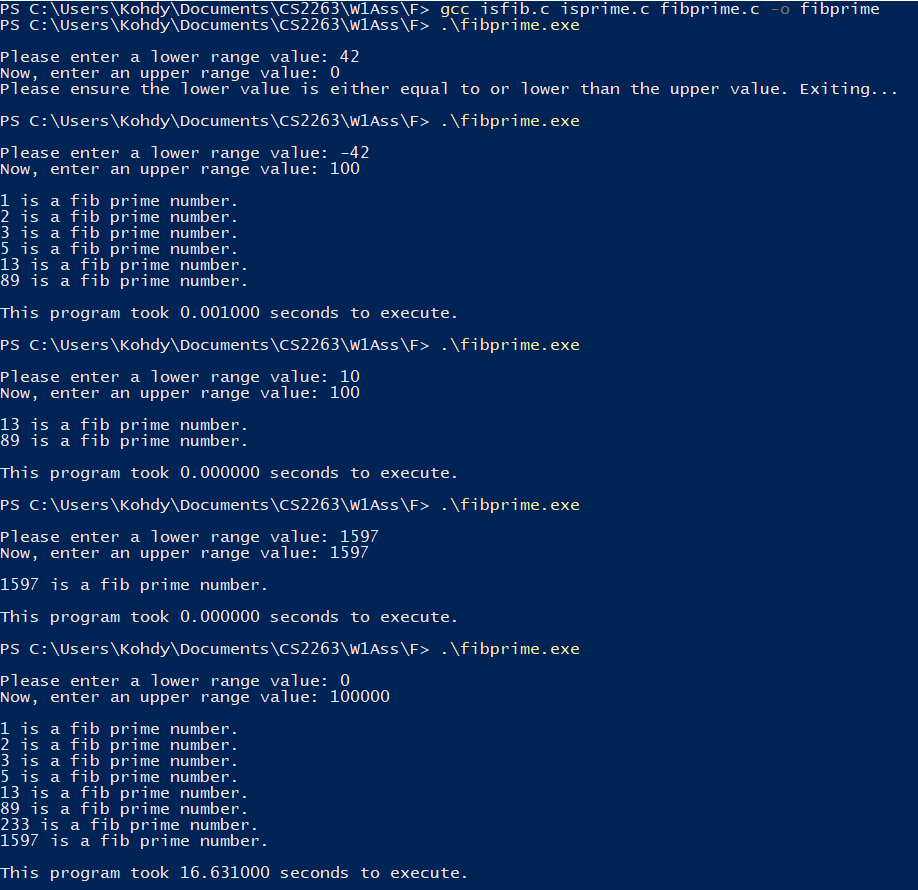 PS C:\Users\Kohdy\Documents\CS2263\W1Ass\F> gcc isfib.c isprime.c fibprime.c -o fibprime
PS C:\Users\Kohdy\Documents\CS2263\W1Ass\F> .\fibprime.exe
Please enter a lower range value: 42
Now, enter an upper range value: 0
Please ensure the lower value is either equal to or lower than the upper value. Exiting...
PS C:\Users\Kohdy\Documents\CS2263\W1Ass\F> .\fibprime.exe
Please enter a lower range value: -42
Now, enter an upper range value: 100
1 is a fib prime number.
2 is a fib prime number.
3 is a fib prime number.
5 is a fib prime number.
13 is a fib prime number.
89 is a fib prime number.
This program took 0.001000 seconds to execute.
PS C:\Users\Kohdy\Documents\CS2263\W1Ass\F> .\fibprime.exe
Please enter a lower range value: 10
Now, enter an upper range value: 100
13 is a fib prime number.
89 is a fib prime number.
This program took 0.000000 seconds to execute.
PS C:\Users\Kohdy\Documents\CS2263\W1Ass\F> .\fibprime.exe
Please enter a lower range value: 1597
Now, enter an upper range value: 1597
1597 is a fib prime number.
This program took 0.000000 seconds to execute.
PS C:\Users\Kohdy\Documents\CS2263\W1Ass\F> .\fibprime.exe
Please enter a lower range value: 0
Now, enter an upper range value: 100000
1 is a fib prime number.
2 is a fib prime number.
3 is a fib prime number.
5 is a fib prime number.
13 is a fib prime number.
89 is a fib prime number.
233 is a fib prime number.
1597 is a fib prime number.
This program took 16.631000 seconds to execute.